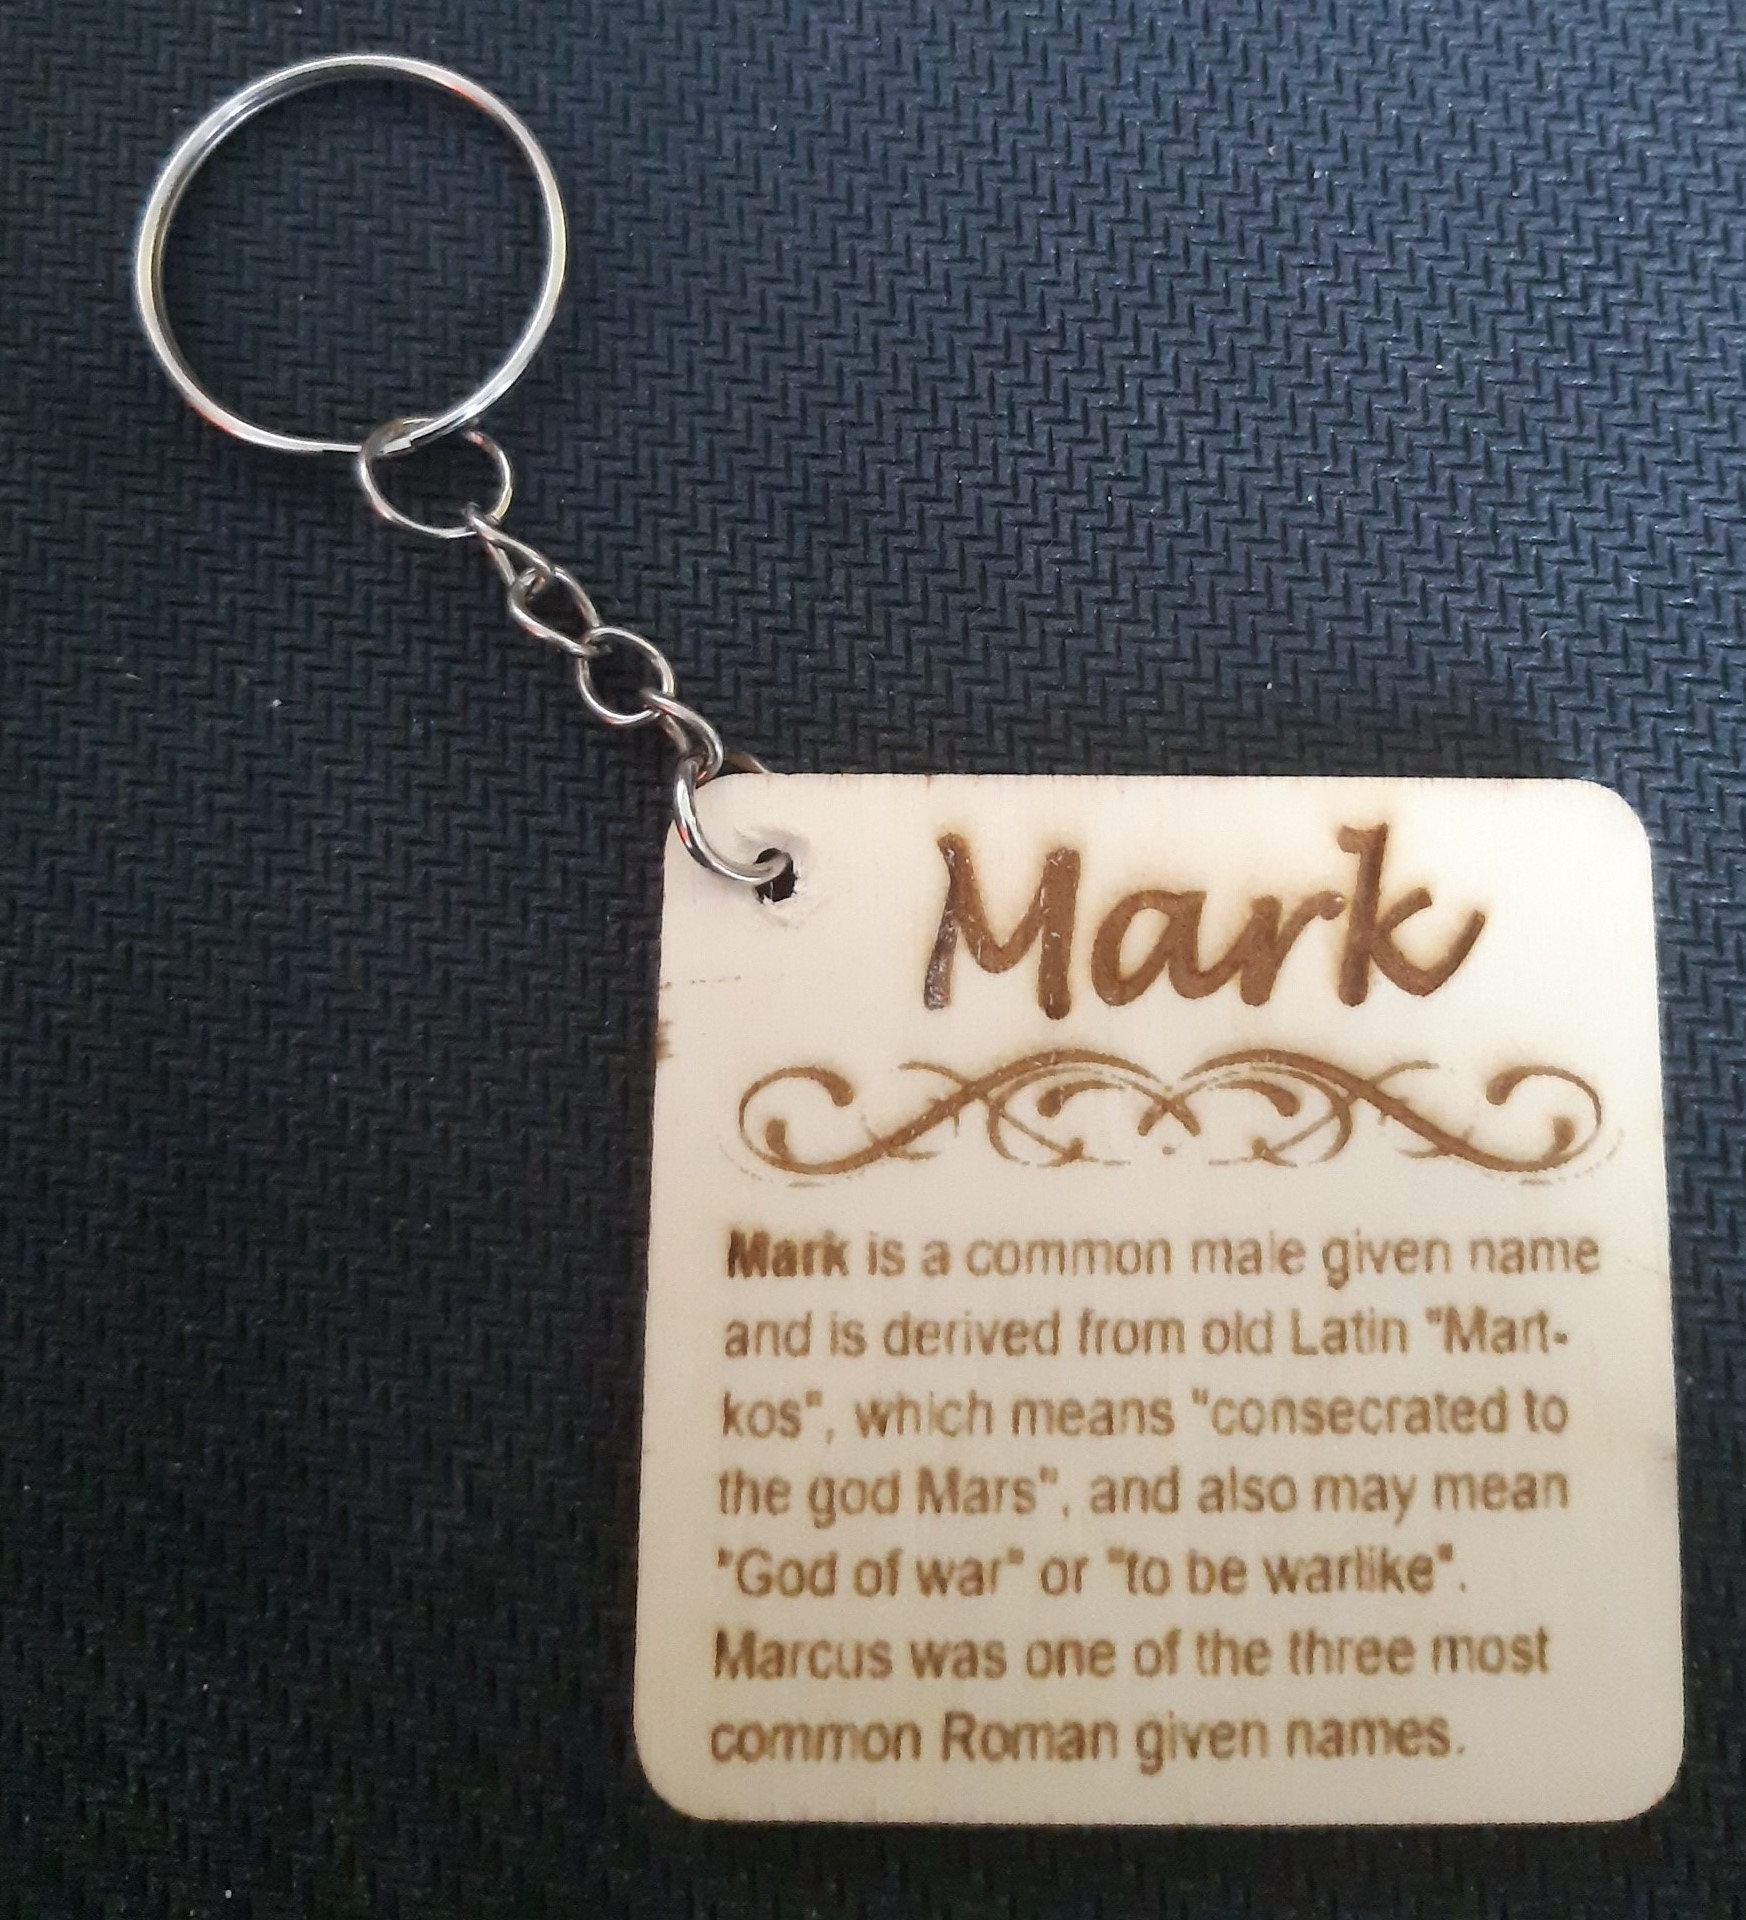 Mark
Mark is a common male given name
and is derived from old Latin "Mart-
kos", which means "consecrated to
the god Mars", and also may mean
"God of war" or "to be warlike".
Marcus was one of the three most
common Roman given names.